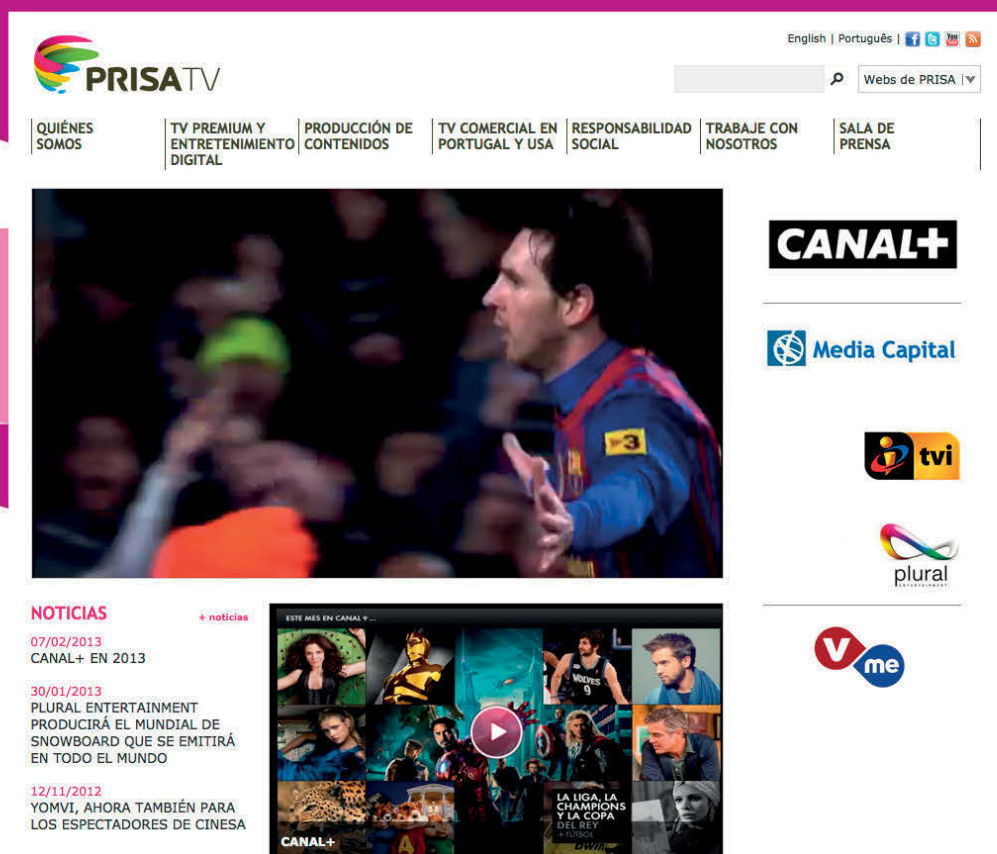 English | Português |
You
PRISATV
Webs de PRISA
QUIÉNES
SOMOS
TV PREMIUM Y
ENTRETENIMIENTO
DIGITAL
PRODUCCIÓN DE
CONTENIDOS
TV COMERCIAL EN
PORTUGAL Y USA
RESPONSABILIDAD
SOCIAL
TRABAJE CON
NOSOTROS
SALA DE
PRENSA
3
CANAL+
Media Capital
tvi
plural
ENTERTAINMENT
V me
NOTICIAS
+ noticias
07/02/2013
CANAL+ EN 2013
30/01/2013
PLURAL ENTERTAINMENT
PRODUCIRÁ EL MUNDIAL DE
SNOWBOARD QUE SE EMITIRÁ
EN TODO EL MUNDO
12/11/2012
YOMVI, AHORA TAMBIÉN PARA
LOS ESPECTADORES DE CINESA
ESTE MES EN CANAL+...
WOLVES
9
LA LIGA, LA
CHAMPIONS
Y LA COPA
DEL REY
+ FÚTBOL
CANAL+